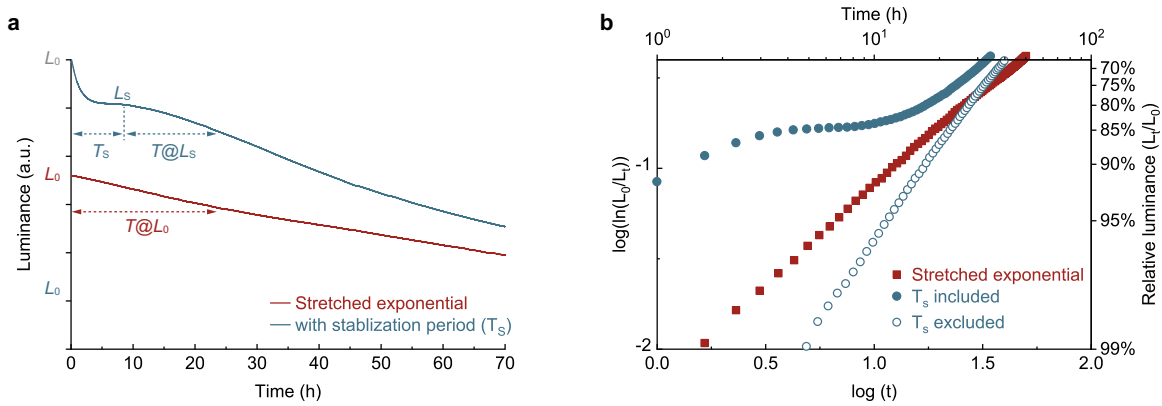 a
L0
LS
TS
T@LS
L0
T@L0
L0
Luminance (a.u.)
Stretched exponential
with stablization period (TS)
0
10
20
30
40
50
60
70
Time (h)
b
Time (h)
10^0
10^1
10^2
-1
-2
log(ln(L0/Lt))
70%
75%
80%
85%
90%
95%
99%
Relative luminance (Lt/L0)
Stretched exponential
Ts included
Ts excluded
0.0
0.5
1.0
1.5
2.0
log (t)